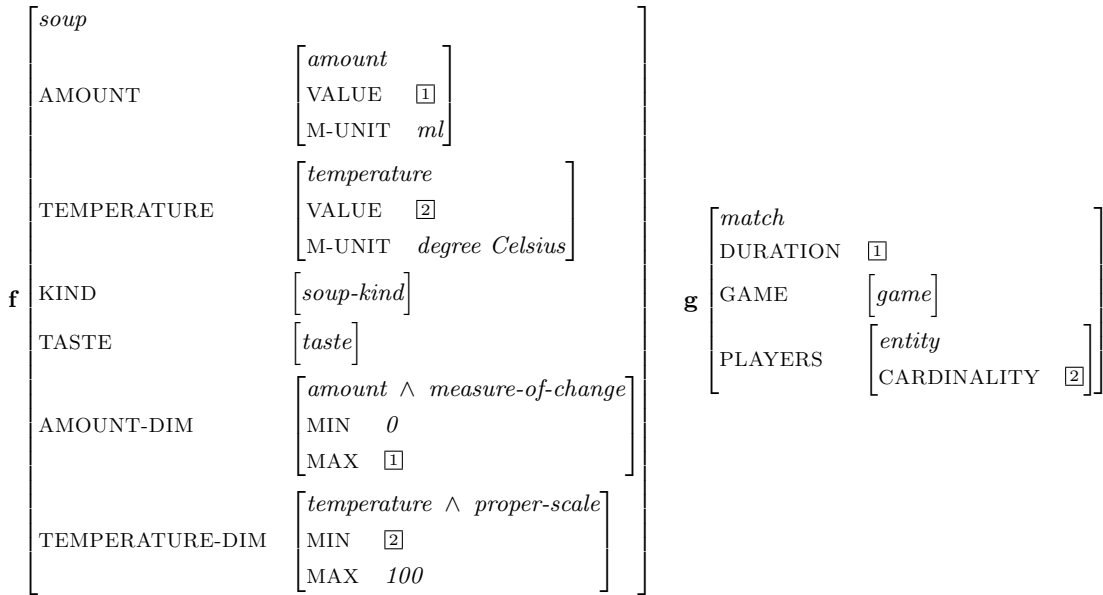 f
soup
AMOUNT
amount
VALUE 1
M-UNIT ml
TEMPERATURE
temperature
VALUE 2
M-UNIT degree Celsius
KIND soup-kind
TASTE taste
AMOUNT-DIM
amount ∧ measure-of-change
MIN 0
MAX 1
TEMPERATURE-DIM
temperature ∧ proper-scale
MIN 2
MAX 100
g
match
DURATION 1
GAME game
PLAYERS
entity
CARDINALITY 2